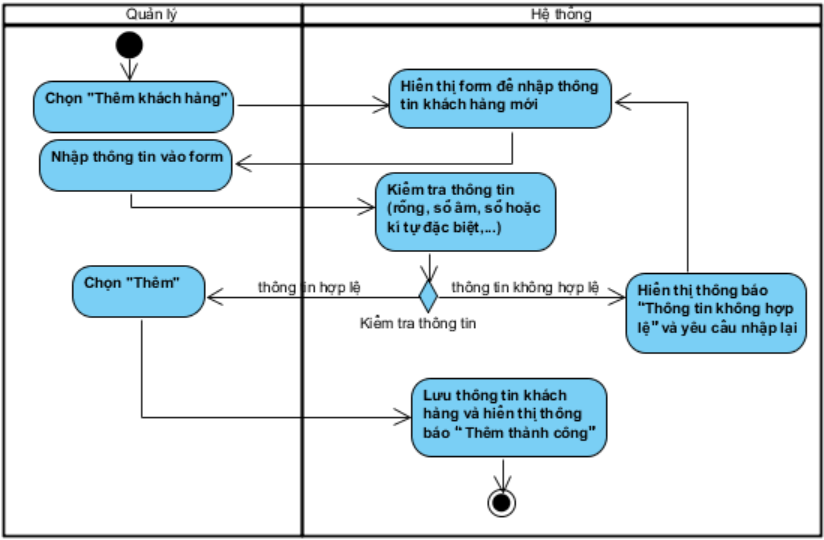 Quản lý
Hệ thống
Chọn "Thêm khách hàng"
Hiển thị form để nhập thông
tin khách hàng mới
Nhập thông tin vào form
Kiểm tra thông tin
(rỗng, số âm, số hoặc
kí tự đặc biệt,...)
Chọn "Thêm"
thông tin hợp lệ
thông tin không hợp lệ
Kiểm tra thông tin
Hiển thị thông báo
"Thông tin không hợp
lệ" và yêu cầu nhập lại
Lưu thông tin khách
hàng và hiển thị thông
báo " Thêm thành công"